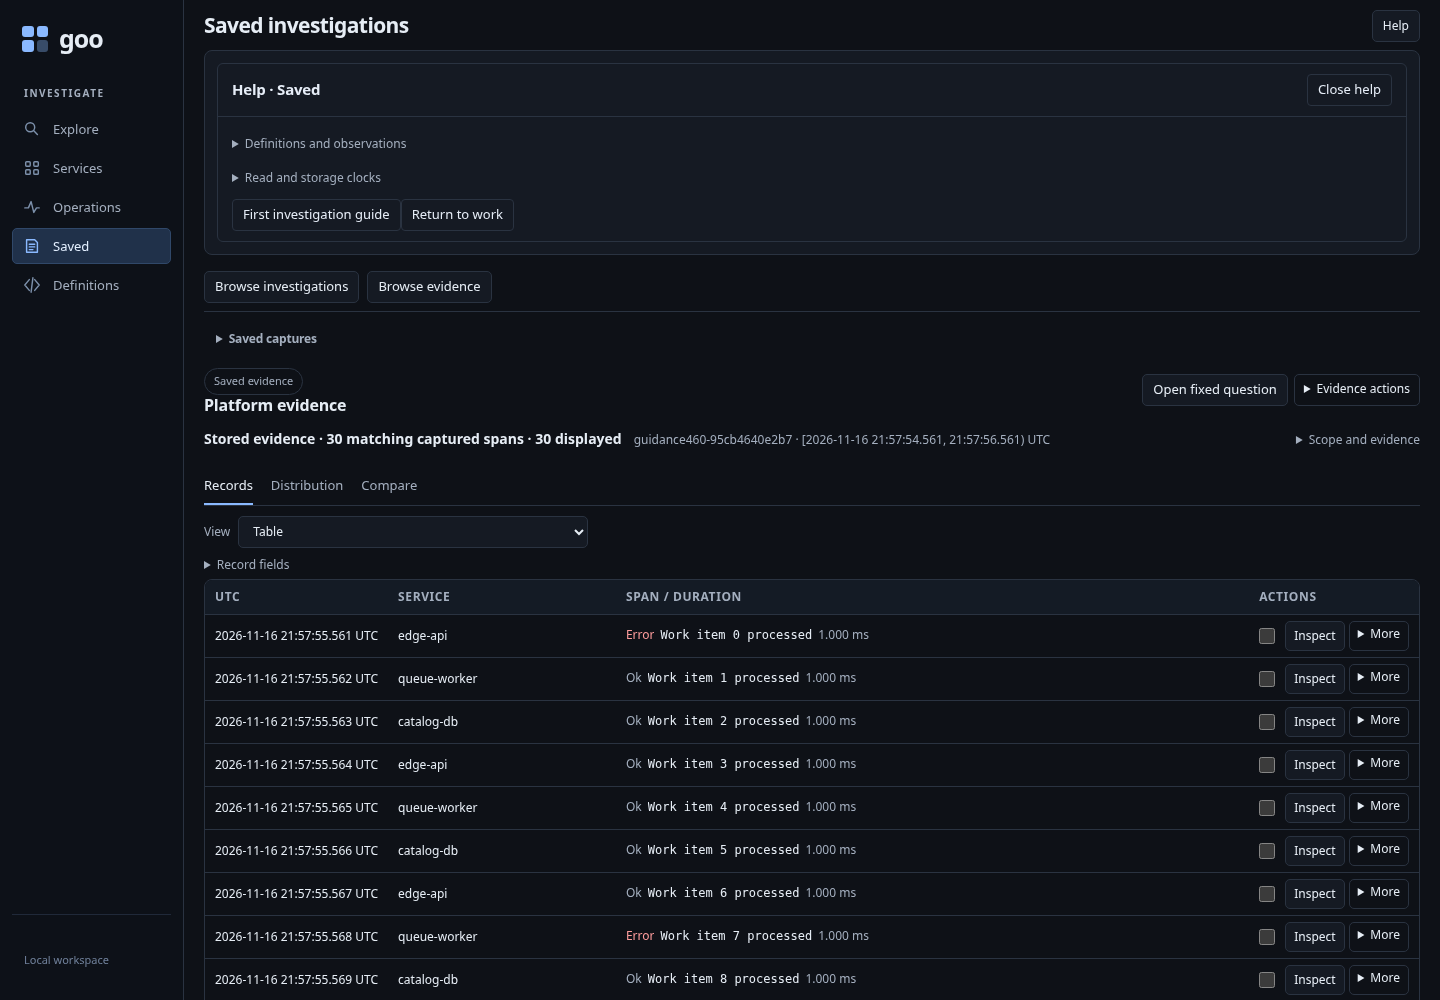 goo
INVESTIGATE
Explore
Services
Operations
Saved
Definitions
Local workspace
Saved investigations
Help
Help · Saved
Close help
Definitions and observations
Read and storage clocks
First investigation guide Return to work
Browse investigations Browse evidence
Saved captures
Saved evidence
Platform evidence
Open fixed question Evidence actions
Stored evidence · 30 matching captured spans · 30 displayed guidance460-95cb4640e2b7 · [2026-11-16 21:57:54.561, 21:57:56.561) UTC Scope and evidence
Records Distribution Compare
View Table
Record fields
UTC SERVICE SPAN / DURATION ACTIONS
2026-11-16 21:57:55.561 UTC edge-api Error Work item 0 processed 1.000 ms Inspect More
2026-11-16 21:57:55.562 UTC queue-worker Ok Work item 1 processed 1.000 ms Inspect More
2026-11-16 21:57:55.563 UTC catalog-db Ok Work item 2 processed 1.000 ms Inspect More
2026-11-16 21:57:55.564 UTC edge-api Ok Work item 3 processed 1.000 ms Inspect More
2026-11-16 21:57:55.565 UTC queue-worker Ok Work item 4 processed 1.000 ms Inspect More
2026-11-16 21:57:55.566 UTC catalog-db Ok Work item 5 processed 1.000 ms Inspect More
2026-11-16 21:57:55.567 UTC edge-api Ok Work item 6 processed 1.000 ms Inspect More
2026-11-16 21:57:55.568 UTC queue-worker Error Work item 7 processed 1.000 ms Inspect More
2026-11-16 21:57:55.569 UTC catalog-db Ok Work item 8 processed 1.000 ms Inspect More